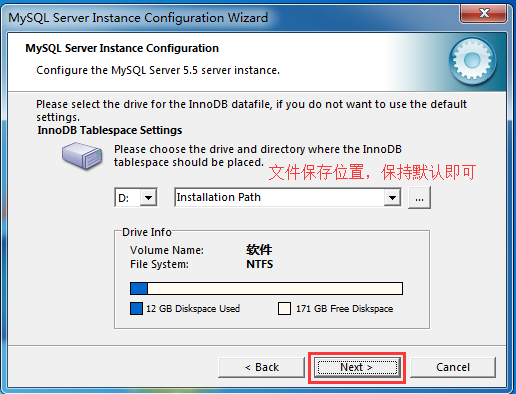 MySQL Server Instance Configuration Wizard
MySQL Server Instance Configuration
Configure the MySQL Server 5.5 server instance.
Please select the drive for the InnoDB datafile, if you do not want to use the default
settings.
InnoDB Tablespace Settings
Please choose the drive and directory where the InnoDB
tablespace should be placed.
文件保存位置，保持默认即可
D:
Installation Path
...
Drive Info
Volume Name: 软件
File System: NTFS
12 GB Diskspace Used
171 GB Free Diskspace
< Back
Next >
Cancel